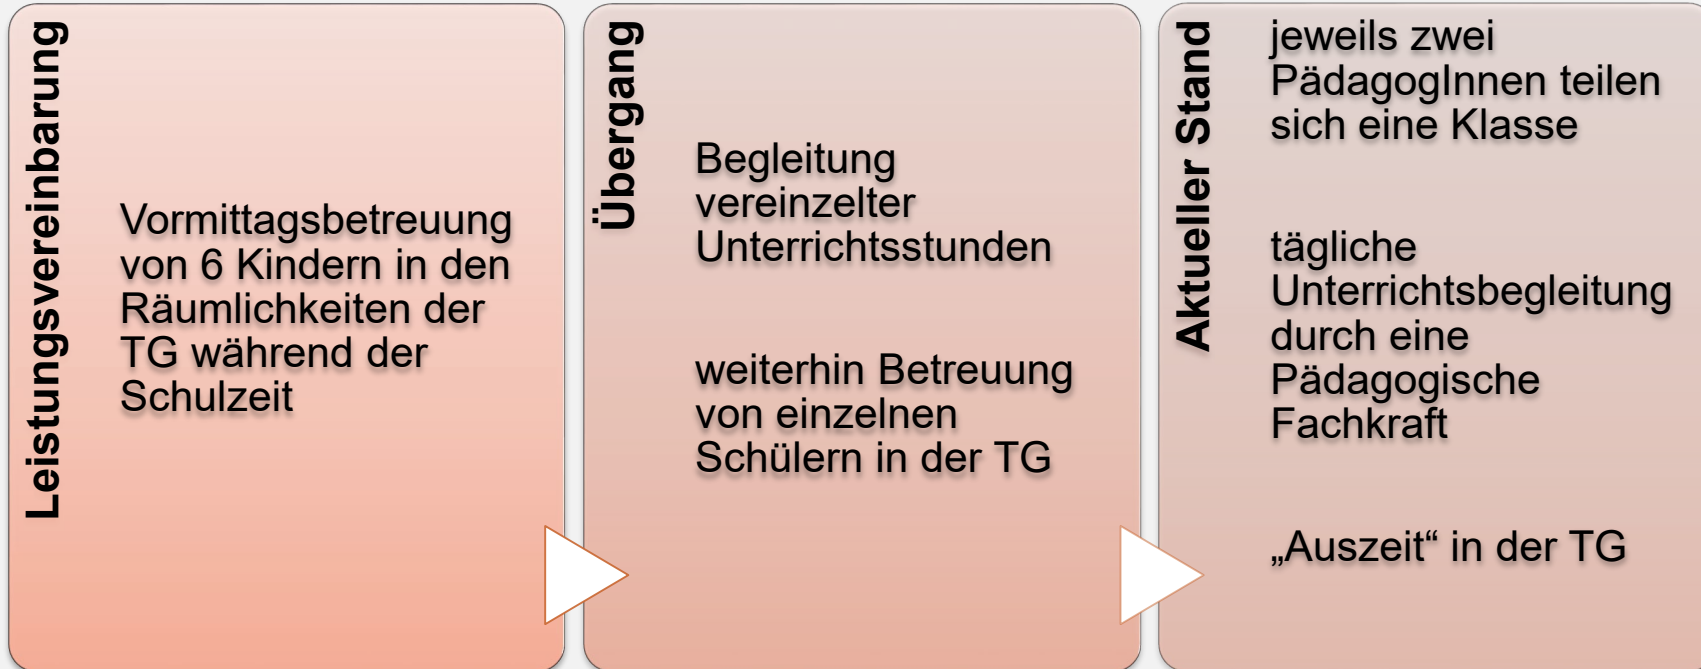 Leistungsvereinbarung
Vormittagsbetreuung
von 6 Kindern in den
Räumlichkeiten der
TG während der
Schulzeit
Übergang
Begleitung
vereinzelter
Unterrichtsstunden
weiterhin Betreuung
von einzelnen
Schülern in der TG
Aktueller Stand
jeweils zwei
PädagogInnen teilen
sich eine Klasse
tägliche
Unterrichtsbegleitung
durch eine
Pädagogische
Fachkraft
„Auszeit“ in der TG